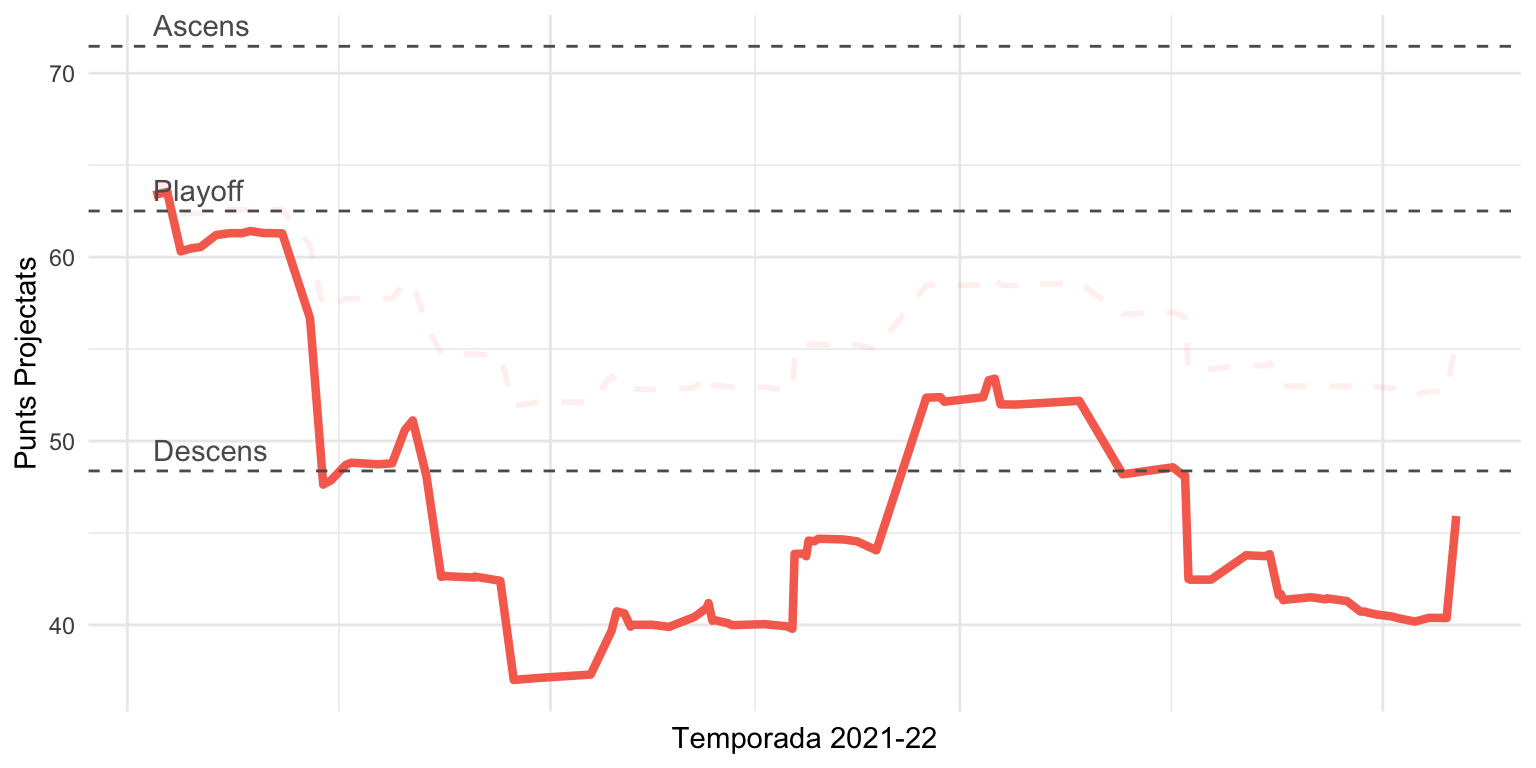 Ascens
70
Playoff
60
Punts Projectats
Descens
50
40
Temporada 2021-22